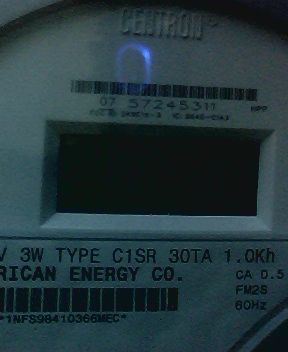 CENTRON
07 57245311
V 3W TYPE C1SR 30TA 1.0Kh
RICAN ENERGY CO.
CA 0.5
FM2S
60Hz
*1NFS98410366MEC*